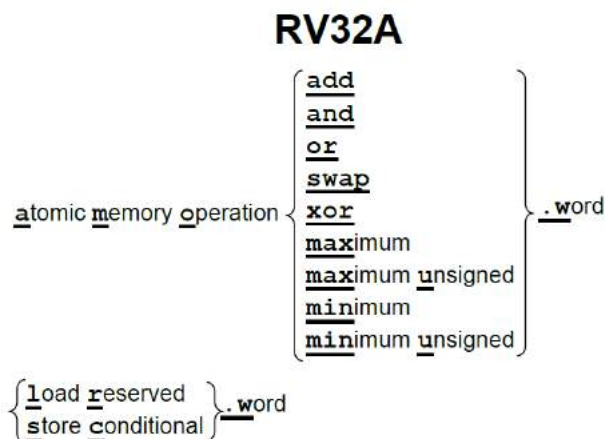 RV32A
add
and
or
swap
xor
atomic memory operation
.word
maximum
maximum unsigned
minimum
minimum unsigned
load reserved
.word
store conditional